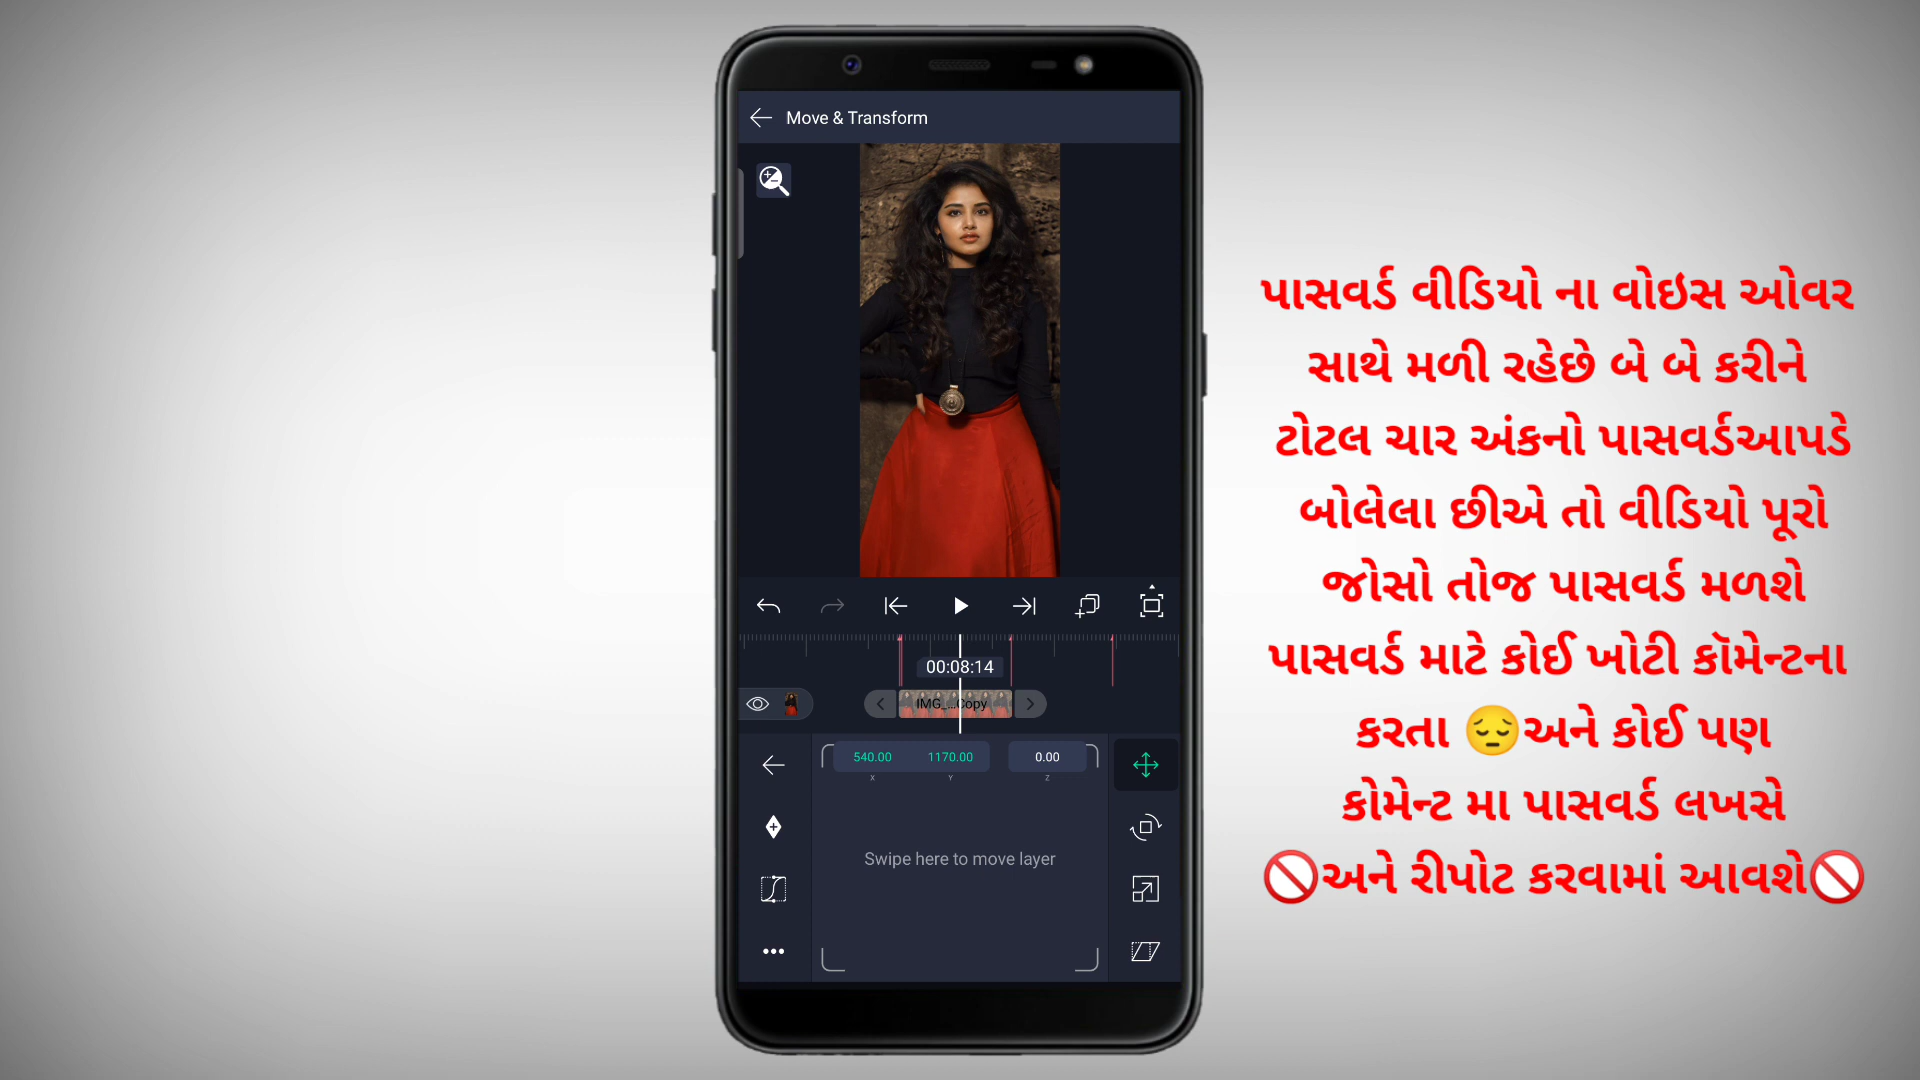 Move & Transform
00:08:14
IMG_...Copy
540.00 1170.00 0.00
X Y Z
Swipe here to move layer
પાસવર્ડ વીડિયો ના વોઇસ ઓવર
સાથે મળી રહેછે બે બે કરીને
ટોટલ ચાર અંકનો પાસવર્ડઆપડે
બોલેલા છીએ તો વીડિયો પૂરો
જોસો તોજ પાસવર્ડ મળશે
પાસવર્ડ માટે કોઈ ખોટી કૉમેન્ટના
કરતા 😔અને કોઈ પણ
કોમેન્ટ મા પાસવર્ડ લખસે
🚫અને રીપોટ કરવામાં આવશે🚫